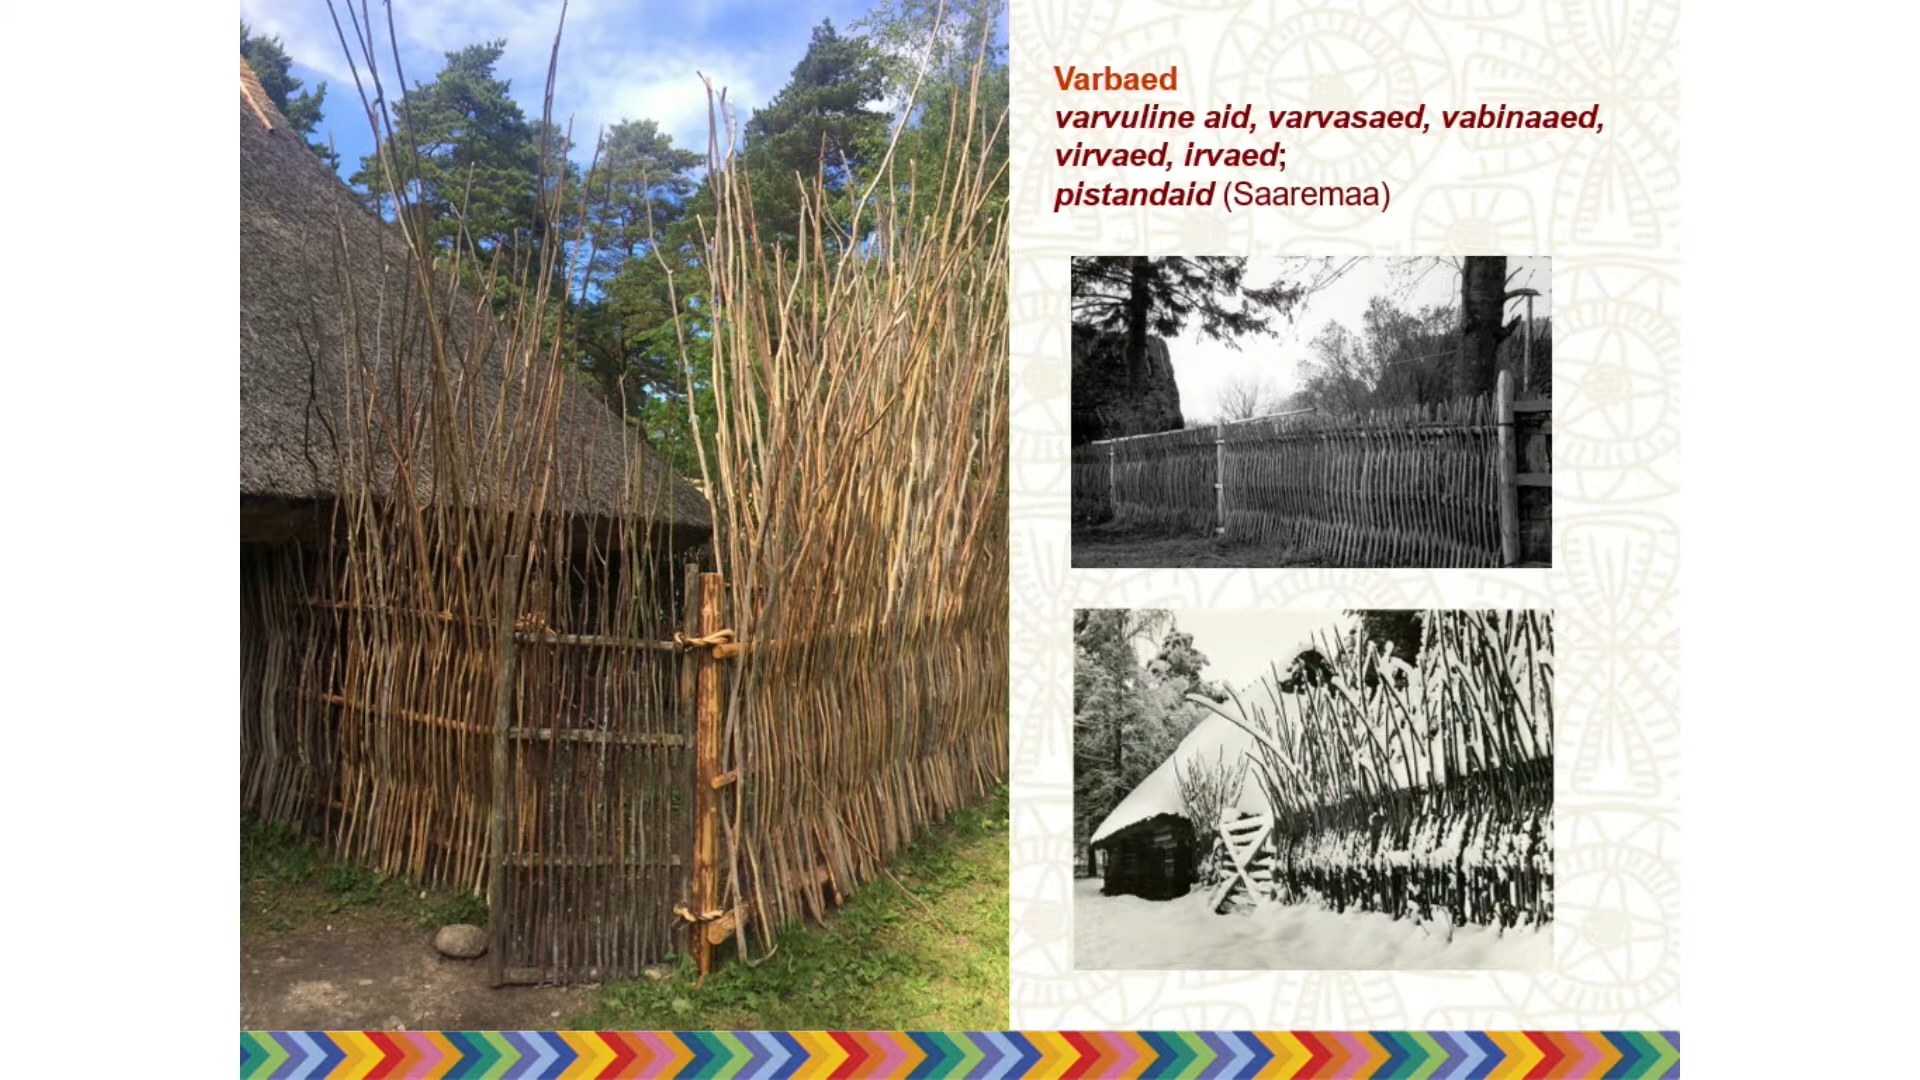 Varbaed
varvuline aid, varvasaed, vabinaaed,
virvaed, irvaed;
pistandaid (Saaremaa)